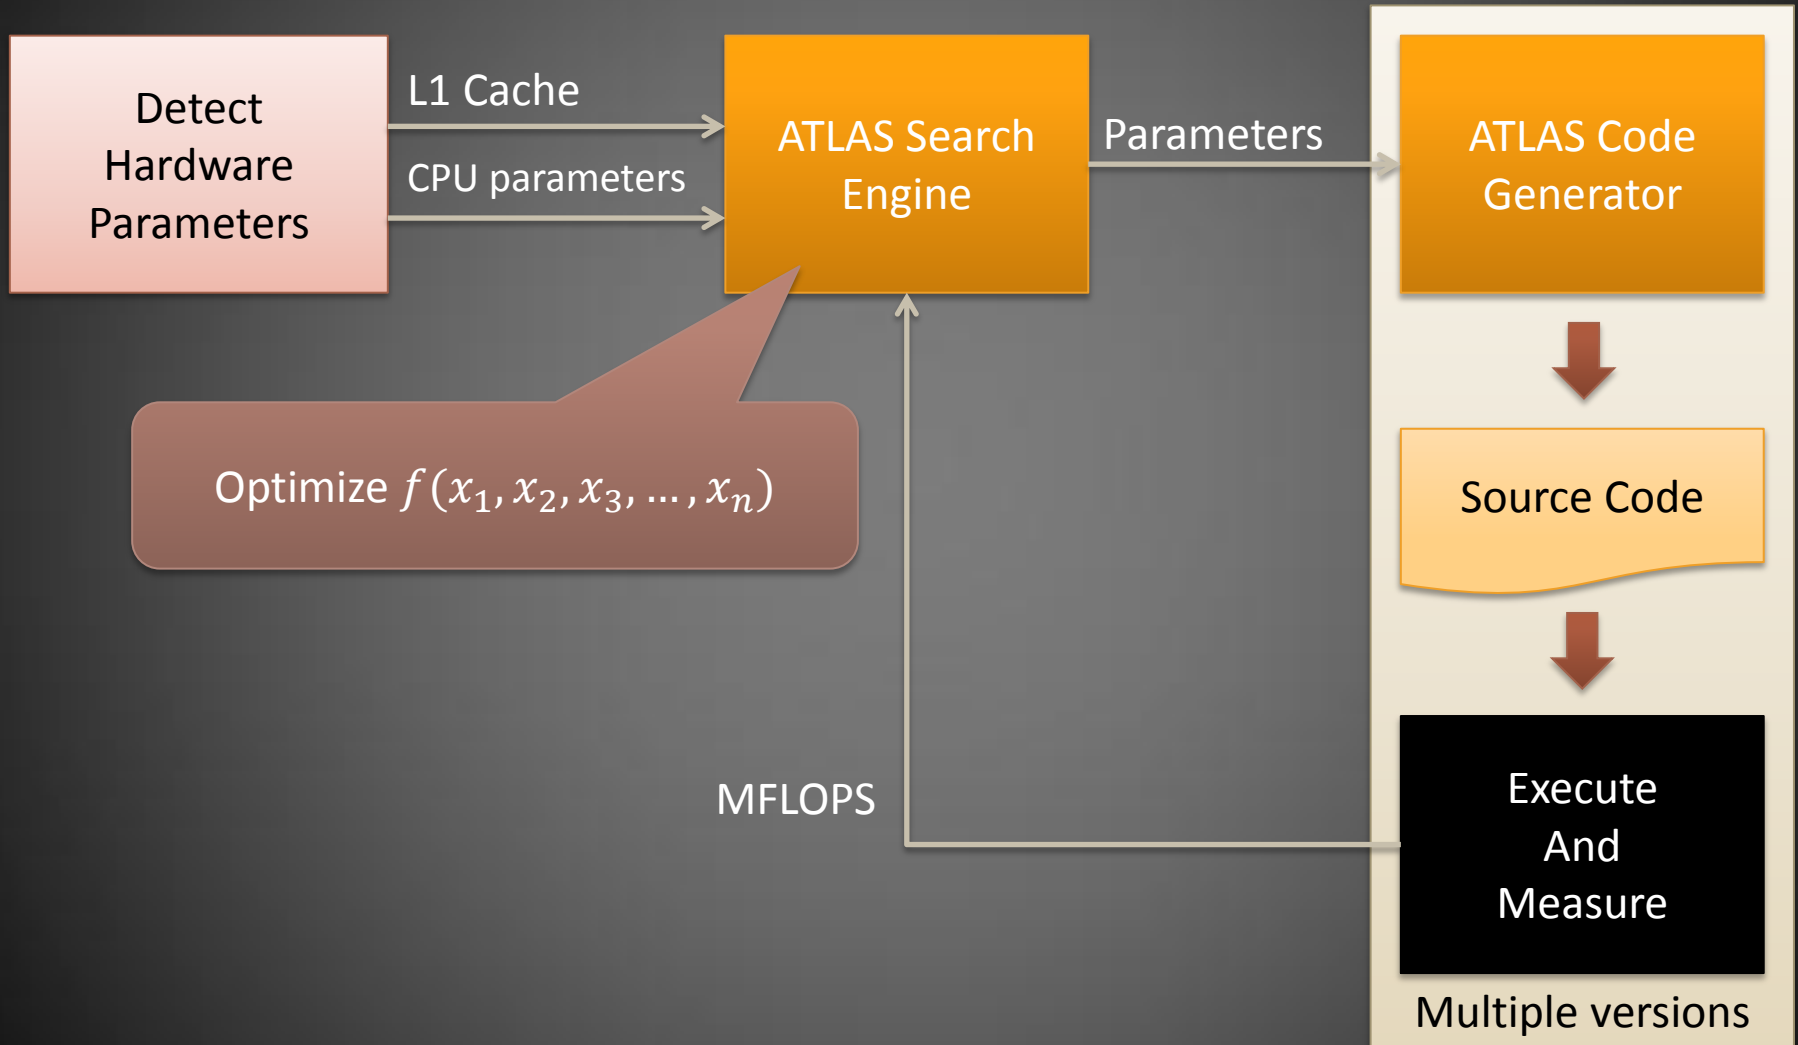 Detect
Hardware
Parameters
L1 Cache
CPU parameters
ATLAS Search
Engine
Parameters
ATLAS Code
Generator
Optimize f(x₁, x₂, x₃, … , xₙ)
Source Code
MFLOPS
Execute
And
Measure
Multiple versions